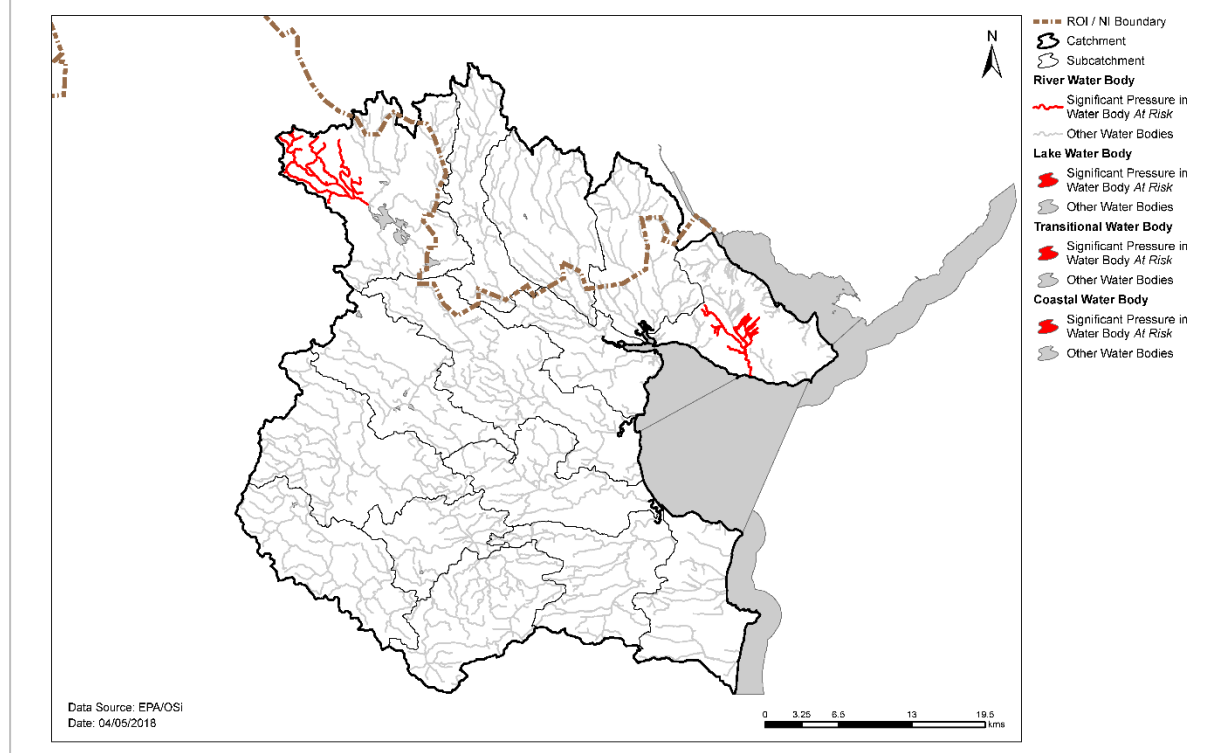 N
ROI / NI Boundary
Catchment
Subcatchment
River Water Body
Significant Pressure in
Water Body At Risk
Other Water Bodies
Lake Water Body
Significant Pressure in
Water Body At Risk
Other Water Bodies
Transitional Water Body
Significant Pressure in
Water Body At Risk
Other Water Bodies
Coastal Water Body
Significant Pressure in
Water Body At Risk
Other Water Bodies
Data Source: EPA/OSi
Date: 04/05/2018
0 3.25 6.5 13 19.5
kms